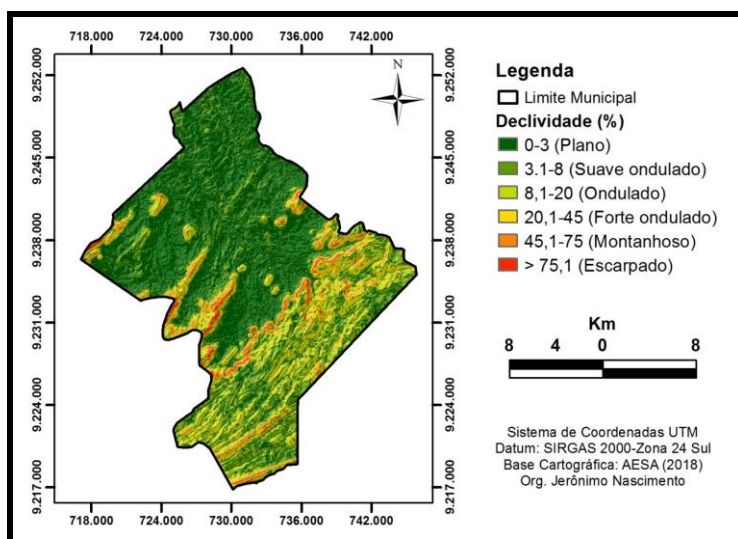 718.000 724.000 730.000 736.000 742.000
9.252.000
9.245.000
9.238.000
9.231.000
9.224.000
9.217.000
N
9.252.000
9.245.000
9.238.000
9.231.000
9.224.000
9.217.000
718.000 724.000 730.000 736.000 742.000
Legenda
Limite Municipal
Declividade (%)
0-3 (Plano)
3.1-8 (Suave ondulado)
8,1-20 (Ondulado)
20,1-45 (Forte ondulado)
45,1-75 (Montanhoso)
> 75,1 (Escarpado)
Km
8 4 0 8
Sistema de Coordenadas UTM
Datum: SIRGAS 2000-Zona 24 Sul
Base Cartográfica: AESA (2018)
Org. Jerônimo Nascimento